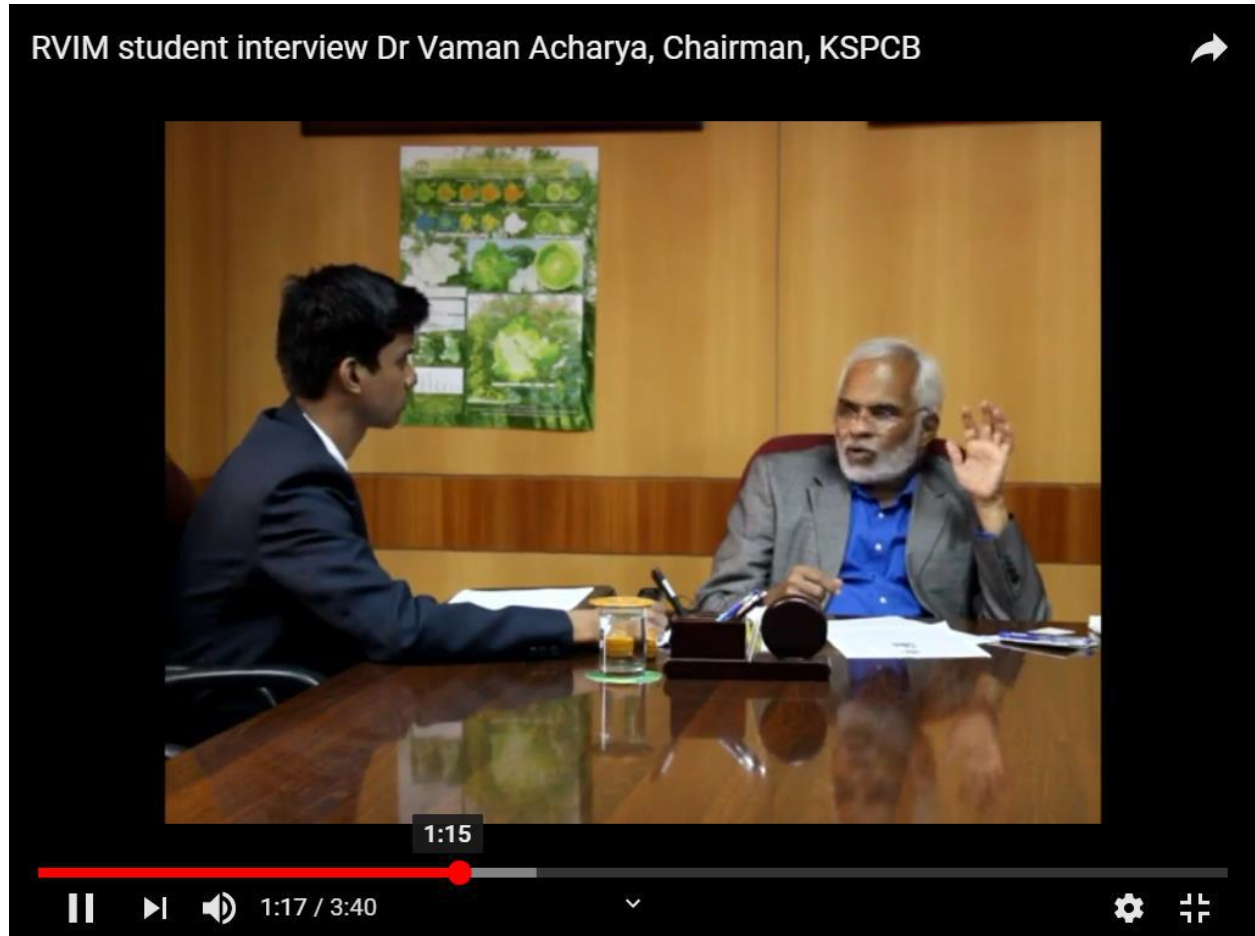 RVIM student interview Dr Vaman Acharya, Chairman, KSPCB
1:15
1:17 / 3:40